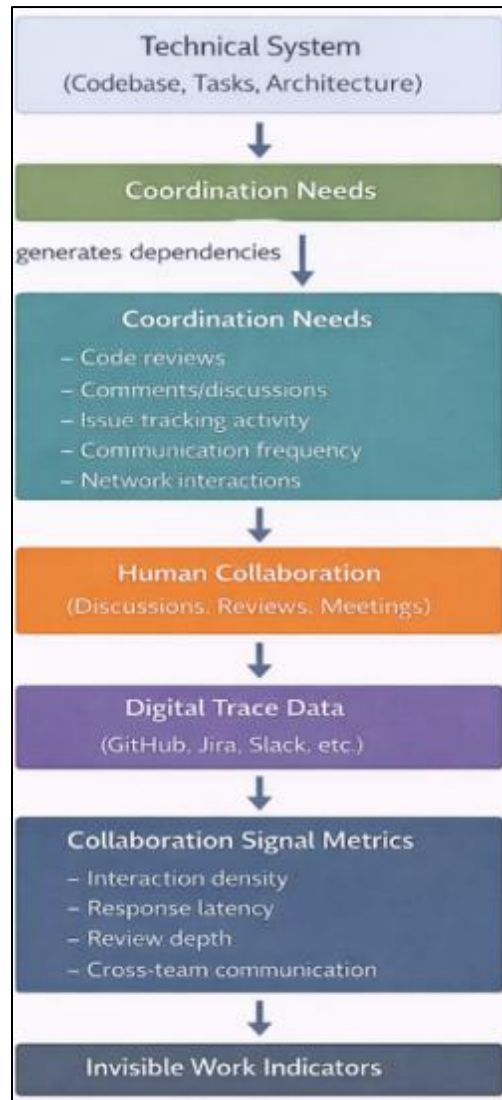 Technical System
(Codebase, Tasks, Architecture)
Coordination Needs
generates dependencies
Coordination Needs
– Code reviews
– Comments/discussions
– Issue tracking activity
– Communication frequency
– Network interactions
Human Collaboration
(Discussions, Reviews, Meetings)
Digital Trace Data
(GitHub, Jira, Slack, etc.)
Collaboration Signal Metrics
– Interaction density
– Response latency
– Review depth
– Cross-team communication
Invisible Work Indicators